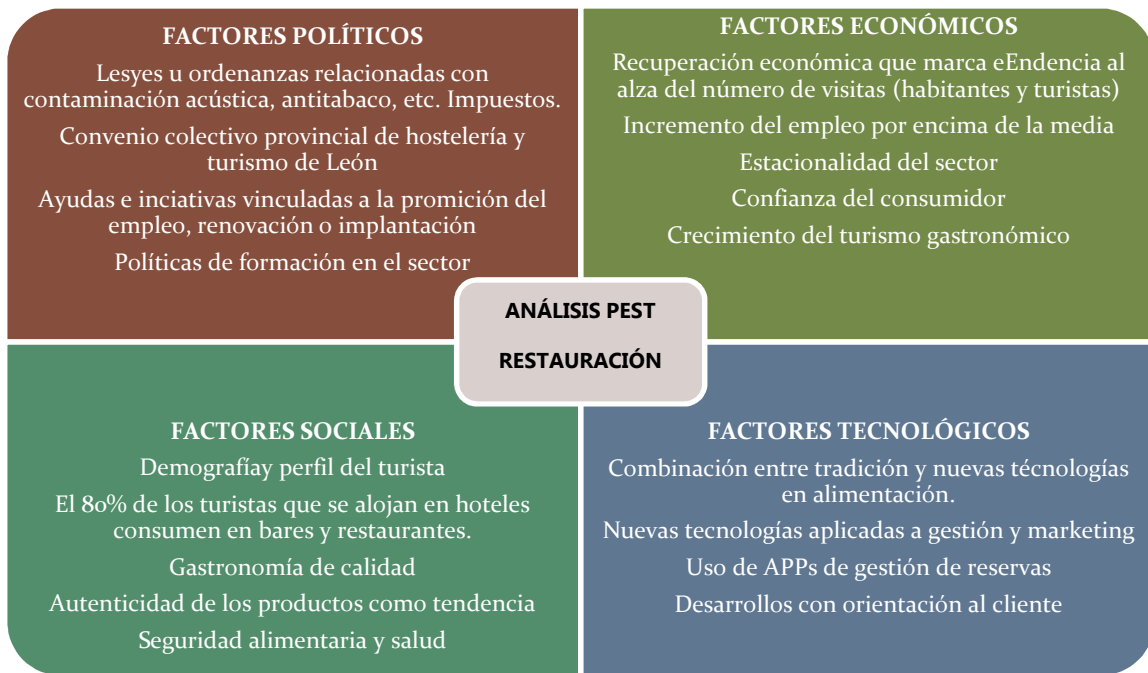 FACTORES POLÍTICOS
Lesyes u ordenanzas relacionadas con
contaminación acústica, antitabaco, etc. Impuestos.
Convenio colectivo provincial de hostelería y
turismo de León
Ayudas e inciativas vinculadas a la promición del
empleo, renovación o implantación
Políticas de formación en el sector
FACTORES ECONÓMICOS
Recuperación económica que marca eEndencia al
alza del número de visitas (habitantes y turistas)
Incremento del empleo por encima de la media
Estacionalidad del sector
Confianza del consumidor
Crecimiento del turismo gastronómico
ANÁLISIS PEST
RESTAURACIÓN
FACTORES SOCIALES
Demografíay perfil del turista
El 80% de los turistas que se alojan en hoteles
consumen en bares y restaurantes.
Gastronomía de calidad
Autenticidad de los productos como tendencia
Seguridad alimentaria y salud
FACTORES TECNOLÓGICOS
Combinación entre tradición y nuevas técnologías
en alimentación.
Nuevas tecnologías aplicadas a gestión y marketing
Uso de APPs de gestión de reservas
Desarrollos con orientación al cliente